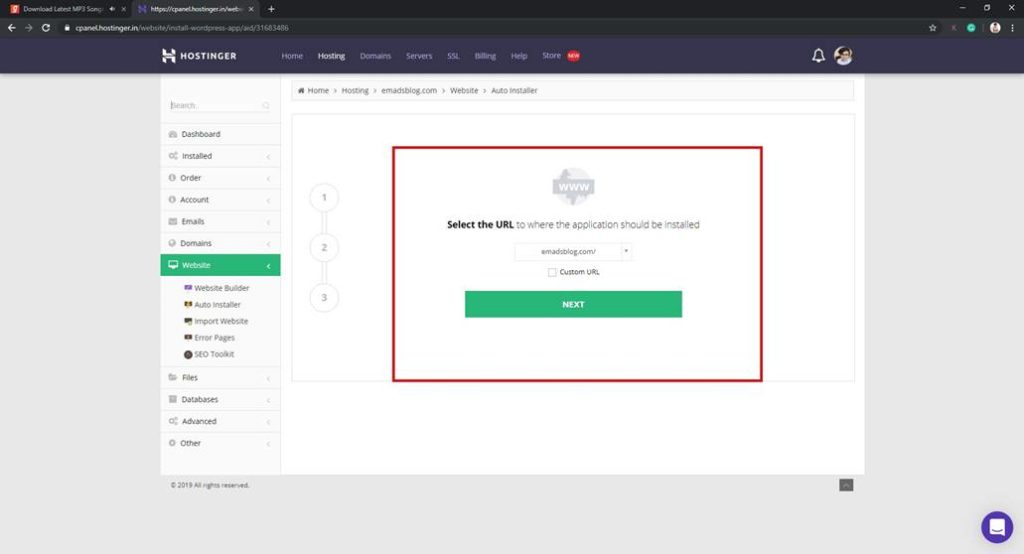 Download Latest MP3 Song
https://cpanel.hostinger.in/webs
cpanel.hostinger.in/website/install-wordpress-app/aid/31683486
HOSTINGER
Home Hosting Domains Servers SSL Billing Help Store NEW
Search..
Home > Hosting > emadsblog.com > Website > Auto Installer
Dashboard
Installed
Order
Account
Emails
Domains
Website
Website Builder
Auto Installer
Import Website
Error Pages
SEO Toolkit
Files
Databases
Advanced
Other
1
2
3
WWW
Select the URL to where the application should be installed
emadsblog.com/
Custom URL
NEXT
© 2019 All rights reserved.